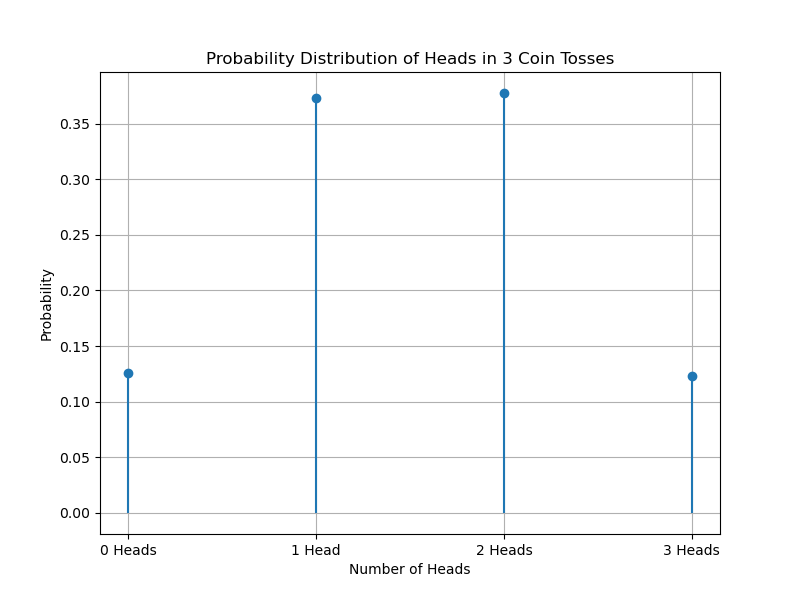 Probability Distribution of Heads in 3 Coin Tosses
0.35
0.30
0.25
0.20
0.15
0.10
0.05
0.00
Probability
0 Heads
1 Head
2 Heads
3 Heads
Number of Heads